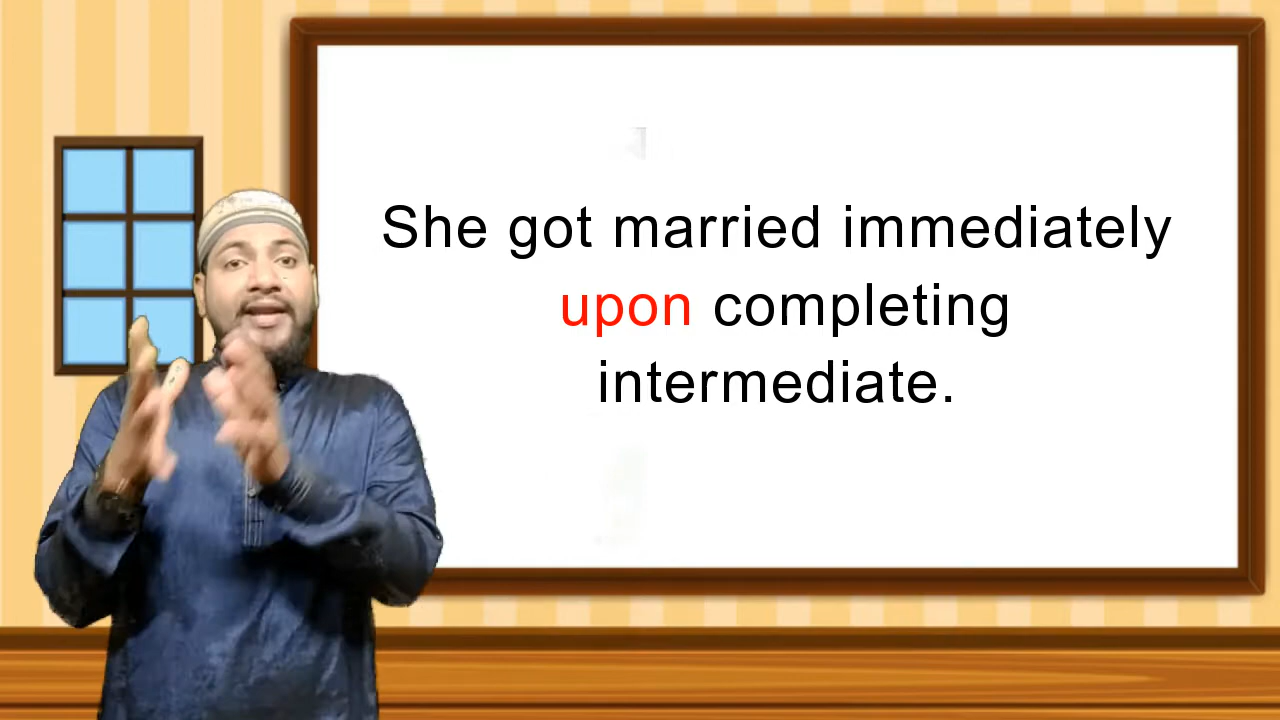 She got married immediately
upon completing
intermediate.